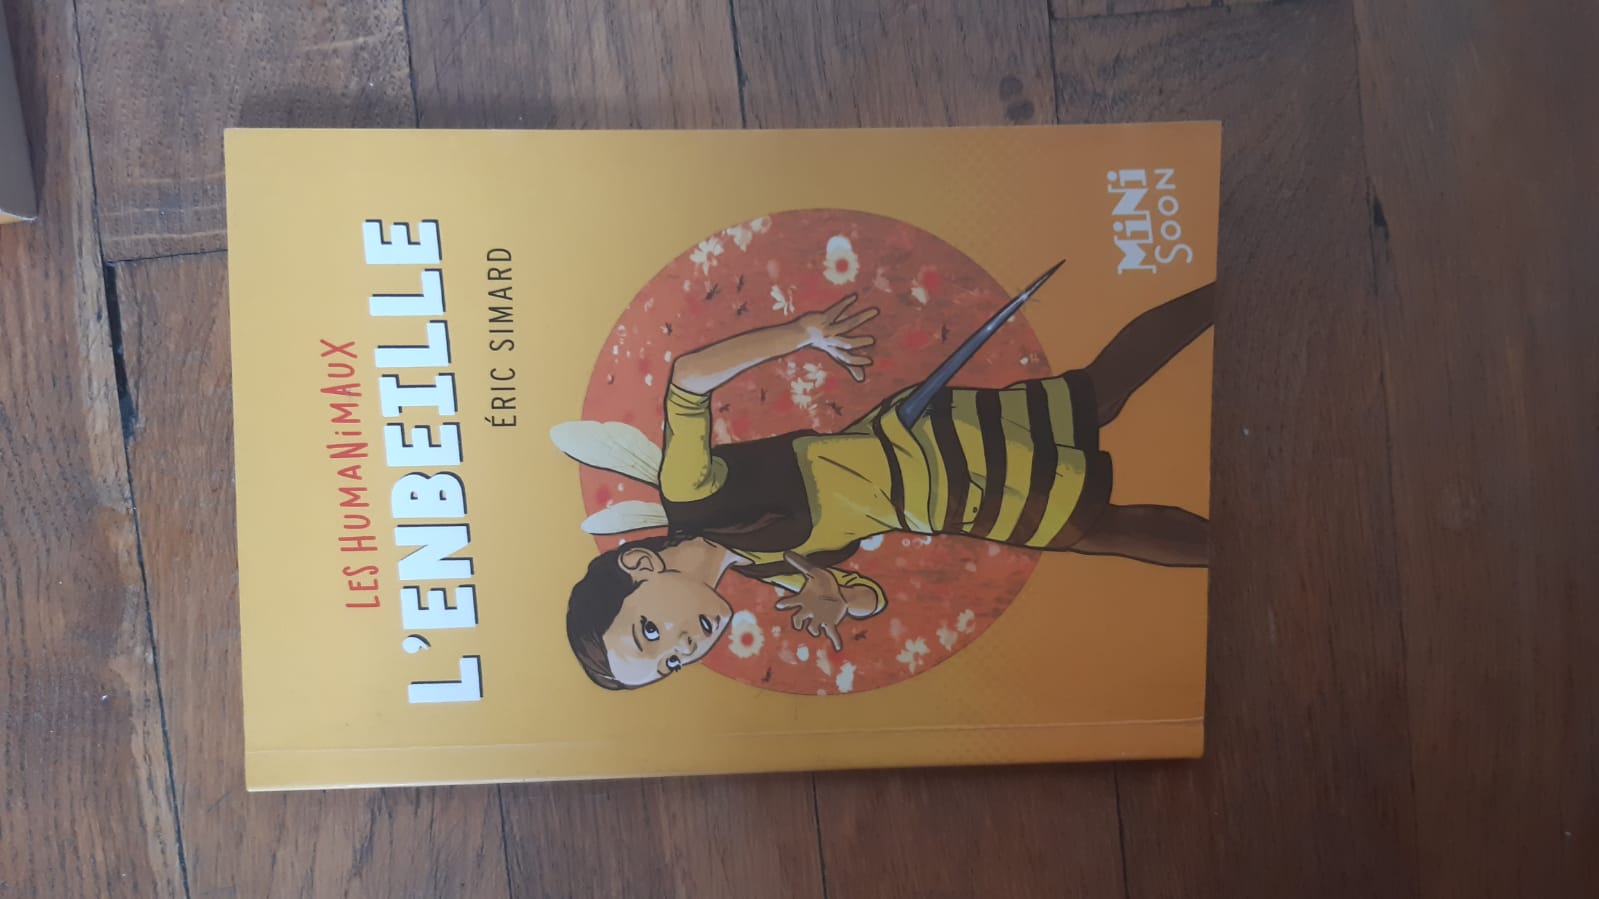 LES HUMANiMAUX
L'ENBEILLE
ÉRIC SIMARD
MiNi
SOON